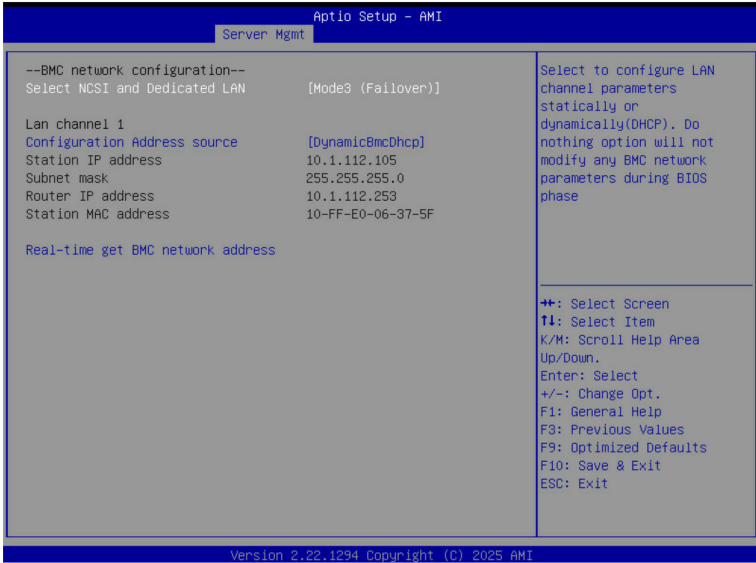 Aptio Setup – AMI
Server Mgmt
--BMC network configuration--
Select NCSI and Dedicated LAN [Mode3 (Failover)]
Lan channel 1
Configuration Address source [DynamicBmcDhcp]
Station IP address 10.1.112.105
Subnet mask 255.255.255.0
Router IP address 10.1.112.253
Station MAC address 10-FF-E0-06-37-5F
Real-time get BMC network address
Select to configure LAN
channel parameters
statically or
dynamically(DHCP). Do
nothing option will not
modify any BMC network
parameters during BIOS
phase
→←: Select Screen
↑↓: Select Item
K/M: Scroll Help Area
Up/Down.
Enter: Select
+/-: Change Opt.
F1: General Help
F3: Previous Values
F9: Optimized Defaults
F10: Save & Exit
ESC: Exit
Version 2.22.1294 Copyright (C) 2025 AMI